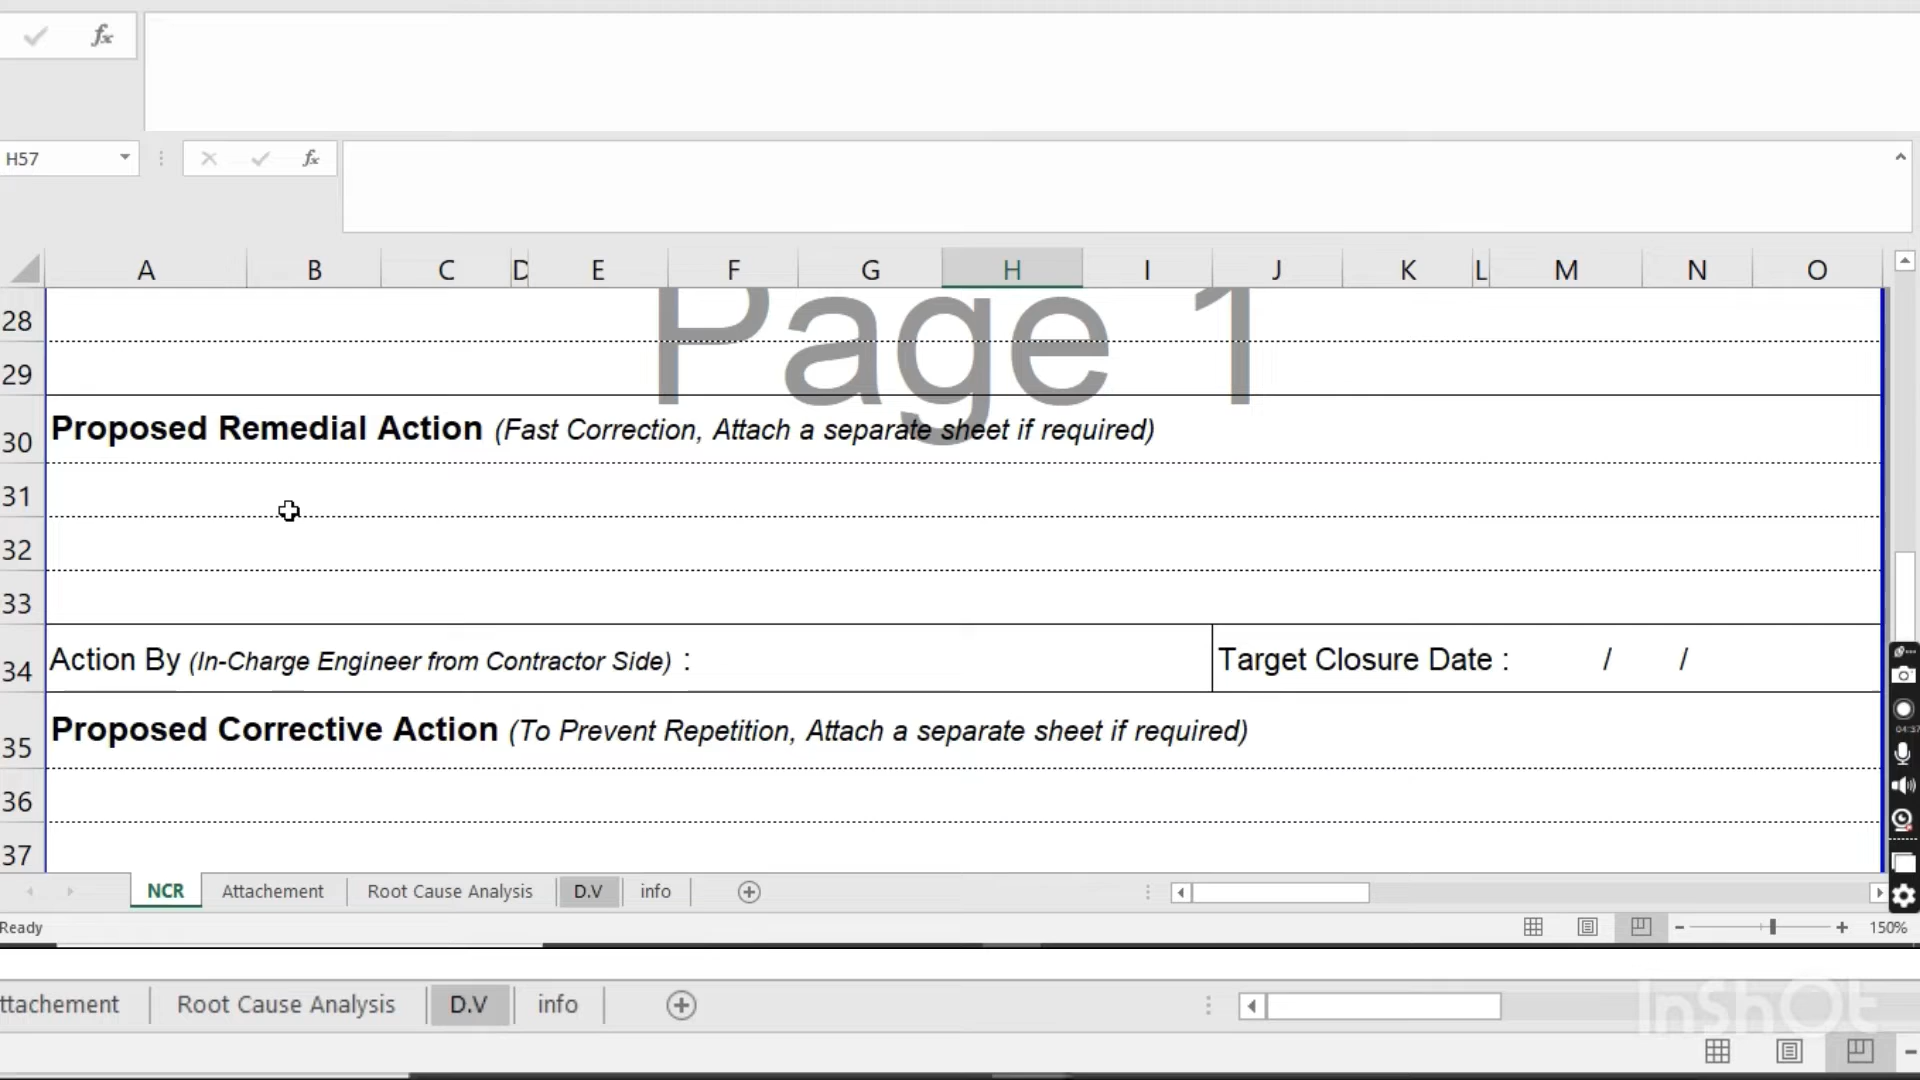 fx
H57
fx
A B C D E F G H I J K L M N O
Page 1
28
29
30 Proposed Remedial Action (Fast Correction, Attach a separate sheet if required)
31
32
33
34 Action By (In-Charge Engineer from Contractor Side) : Target Closure Date : / /
35 Proposed Corrective Action (To Prevent Repetition, Attach a separate sheet if required)
36
37
04:37
NCR Attachement Root Cause Analysis D.V info
Ready 150%
ttachement Root Cause Analysis D.V info
InShOt